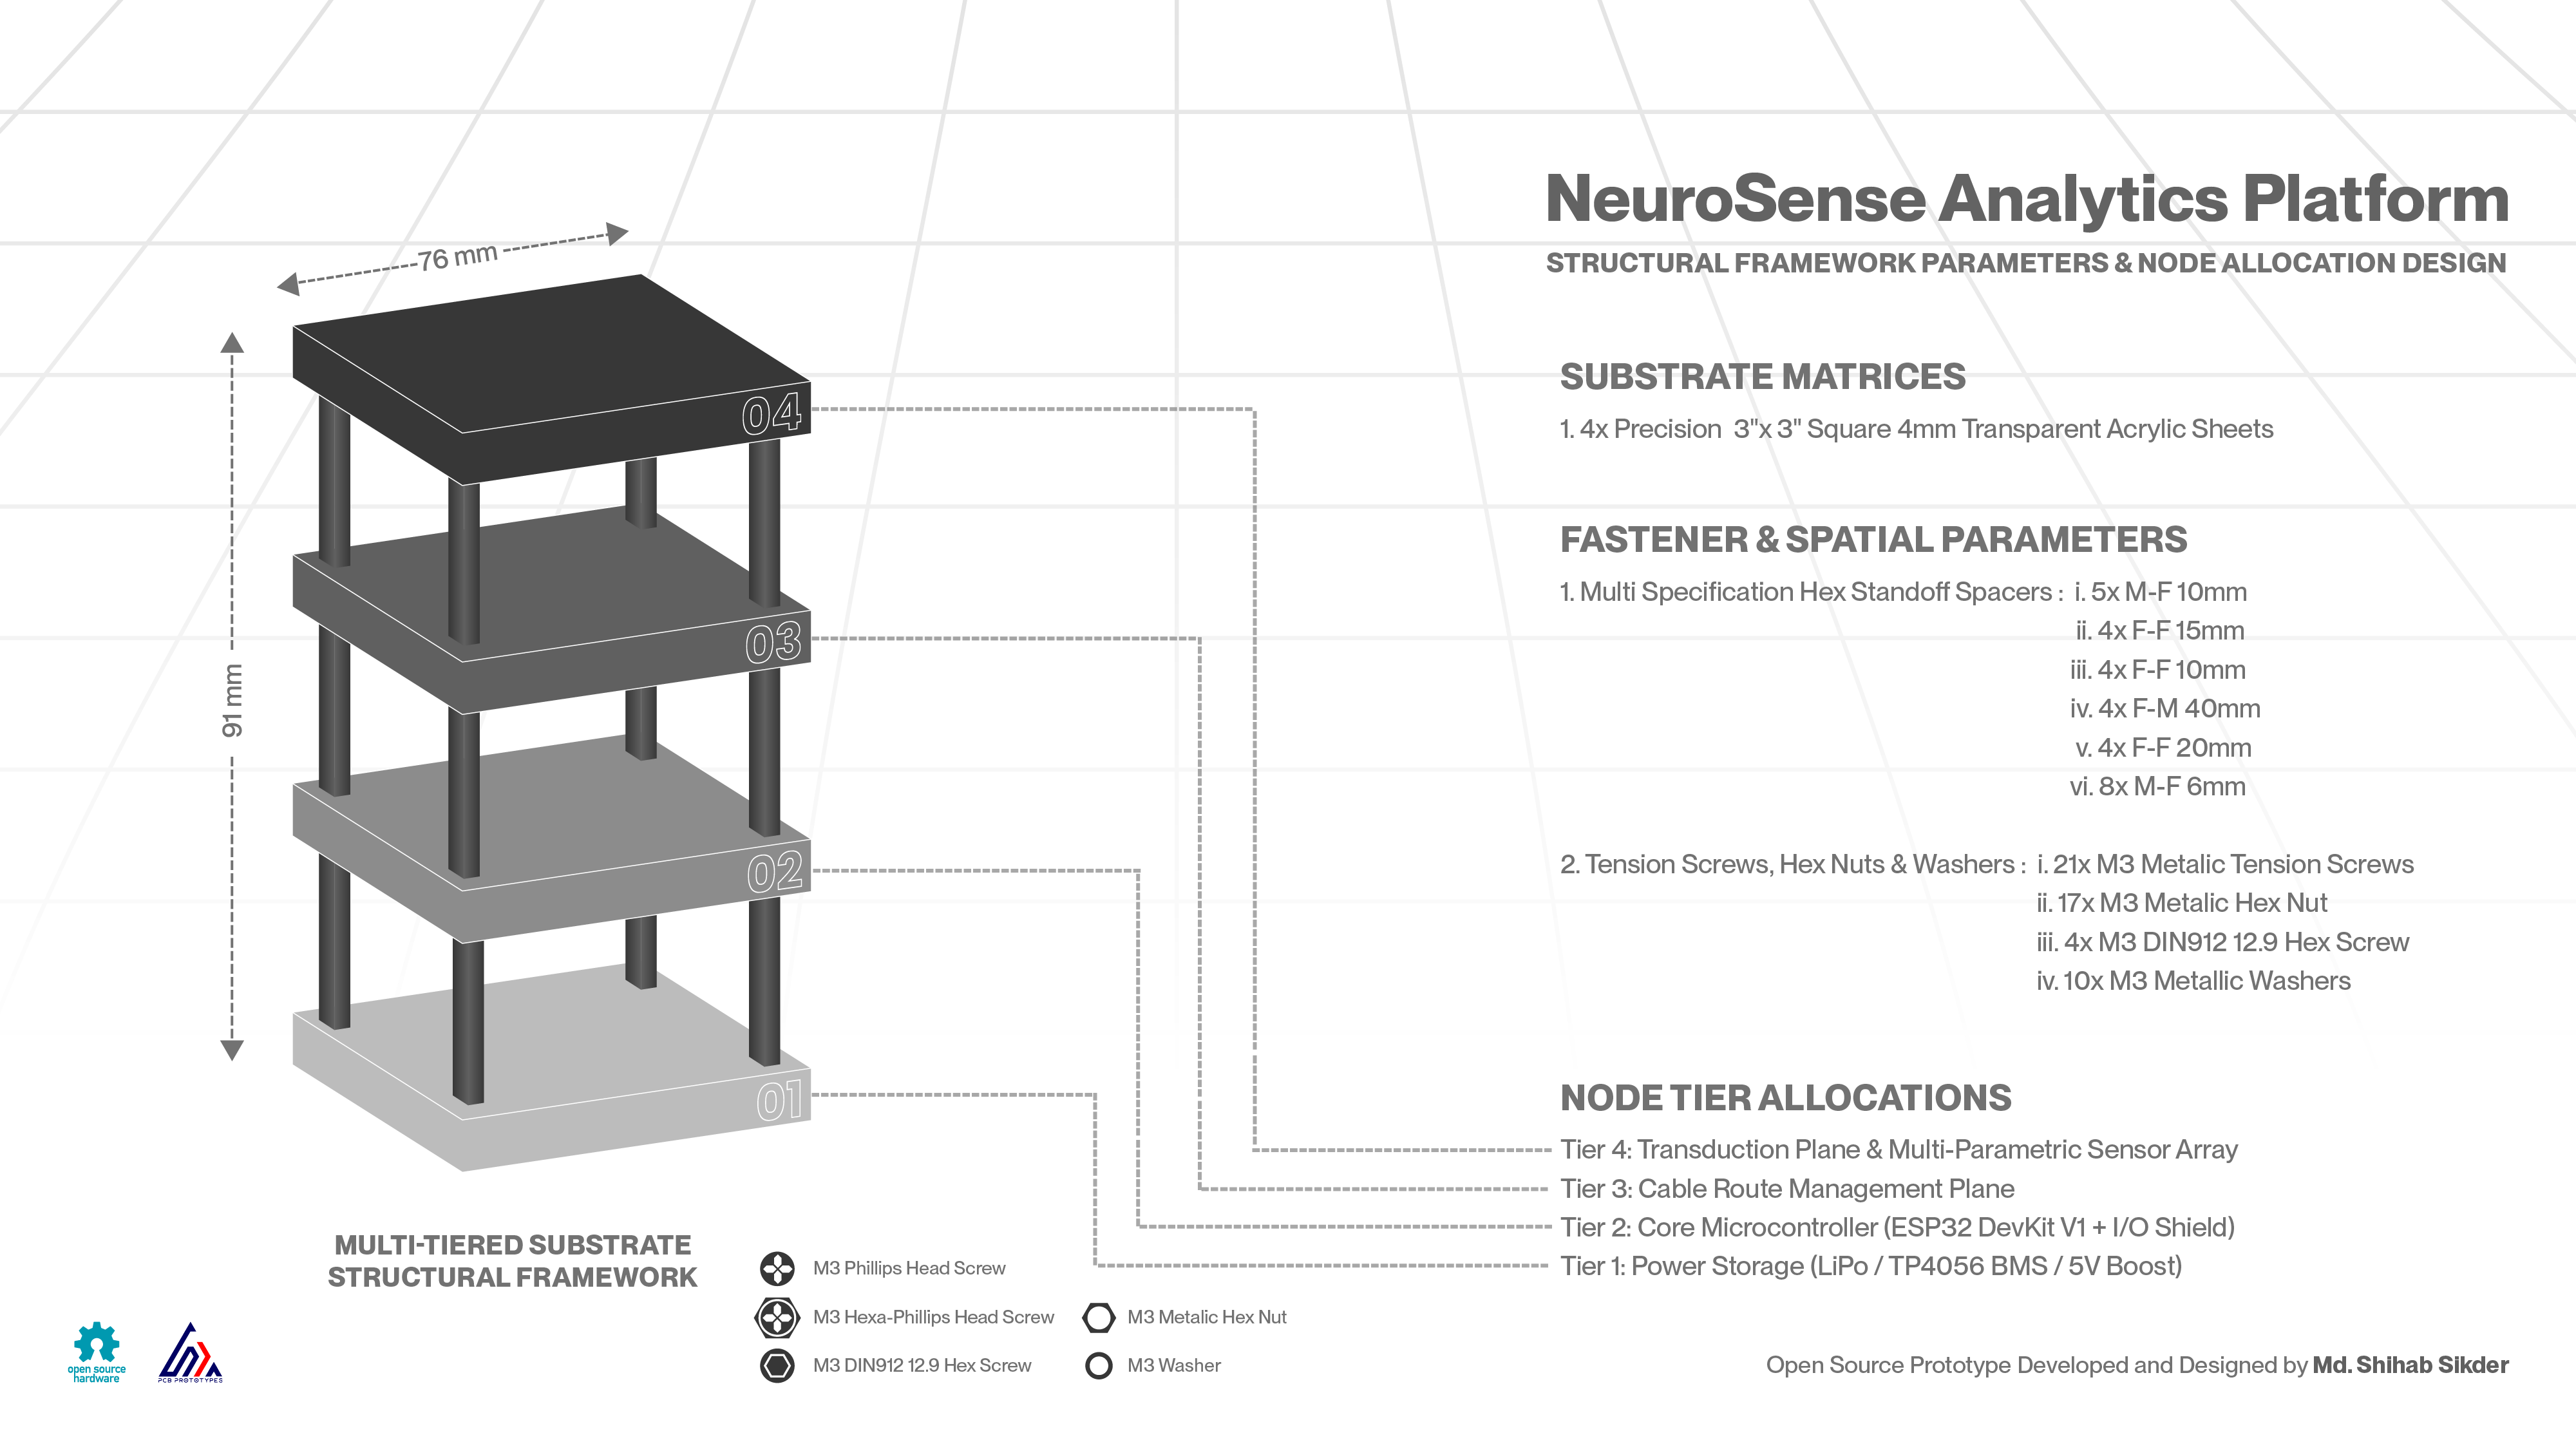 NeuroSense Analytics Platform
STRUCTURAL FRAMEWORK PARAMETERS & NODE ALLOCATION DESIGN
76 mm
91 mm
04
03
02
01
SUBSTRATE MATRICES
1. 4x Precision 3"x 3" Square 4mm Transparent Acrylic Sheets
FASTENER & SPATIAL PARAMETERS
1. Multi Specification Hex Standoff Spacers : i. 5x M-F 10mm
ii. 4x F-F 15mm
iii. 4x F-F 10mm
iv. 4x F-M 40mm
v. 4x F-F 20mm
vi. 8x M-F 6mm
2. Tension Screws, Hex Nuts & Washers : i. 21x M3 Metalic Tension Screws
ii. 17x M3 Metalic Hex Nut
iii. 4x M3 DIN912 12.9 Hex Screw
iv. 10x M3 Metallic Washers
NODE TIER ALLOCATIONS
Tier 4: Transduction Plane & Multi-Parametric Sensor Array
Tier 3: Cable Route Management Plane
Tier 2: Core Microcontroller (ESP32 DevKit V1 + I/O Shield)
Tier 1: Power Storage (LiPo / TP4056 BMS / 5V Boost)
MULTI-TIERED SUBSTRATE
STRUCTURAL FRAMEWORK
M3 Phillips Head Screw
M3 Hexa-Phillips Head Screw
M3 DIN912 12.9 Hex Screw
M3 Metalic Hex Nut
M3 Washer
open source
hardware
PCB PROTOTYPES
Open Source Prototype Developed and Designed by Md. Shihab Sikder